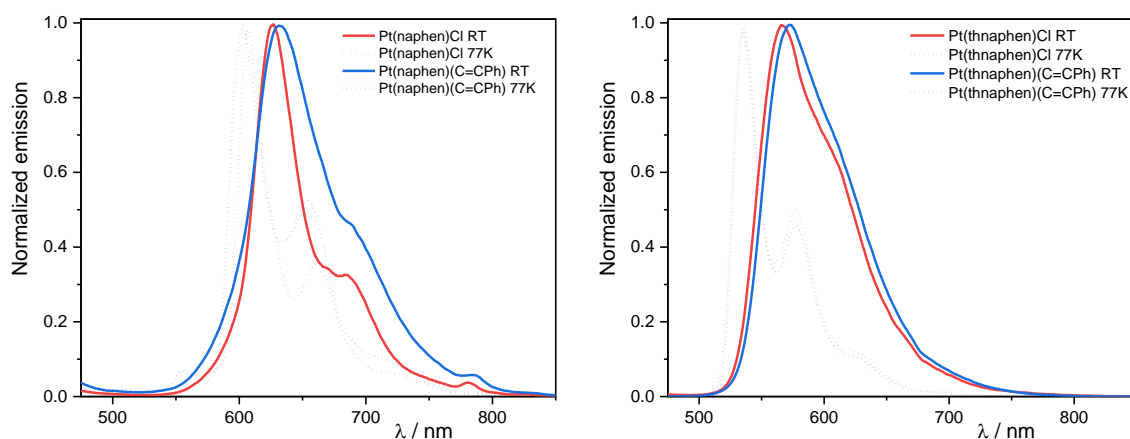 1.0
0.8
0.6
0.4
0.2
0.0
Normalized emission
Pt(naphen)Cl RT
Pt(naphen)Cl 77K
Pt(naphen)(C=CPh) RT
Pt(naphen)(C=CPh) 77K
500
600
700
800
λ / nm
1.0
0.8
0.6
0.4
0.2
0.0
Normalized emission
Pt(thnaphen)Cl RT
Pt(thnaphen)Cl 77K
Pt(thnaphen)(C=CPh) RT
Pt(thnaphen)(C=CPh) 77K
500
600
700
800
λ / nm